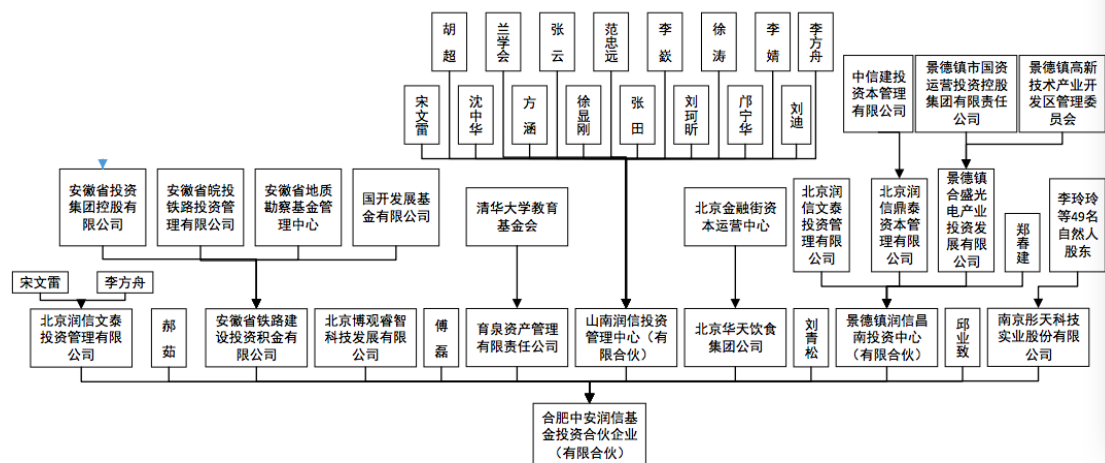 胡超
兰学会
张云
范忠远
李嶔
徐涛
李婧
李方舟
宋文雷
沈中华
方涵
徐显刚
张田
刘珂昕
邝宁华
刘迪
中信建投
资本管理
有限公司
景德镇市国资
运营投资控股
集团有限责任
公司
景德镇高新
技术产业开
发区管理委
员会
安徽省投资
集团控股有
限公司
安徽省皖投
铁路投资管
理有限公司
安徽省地质
勘察基金管
理中心
国开发展基
金有限公司
清华大学教育
基金会
北京金融街资
本运营中心
北京润
信文泰
投资管
理有限
公司
北京润
信鼎泰
资本管
理有限
公司
景德镇
合盛光
电产业
投资发
展有限
公司
郑春建
李玲玲
等49名
自然人
股东
宋文雷
李方舟
北京润信文泰
投资管理有限
公司
郝茹
安徽省铁路建
设投资积金有
限公司
北京博观睿智
科技发展有限
公司
傅磊
育泉资产管理
有限责任公司
山南润信投资
管理中心（有
限合伙）
北京华天饮食
集团公司
刘青松
景德镇润信昌
南投资中心
（有限合伙）
邱业致
南京彤天科技
实业股份有限
公司
合肥中安润信基
金投资合伙企业
（有限合伙）